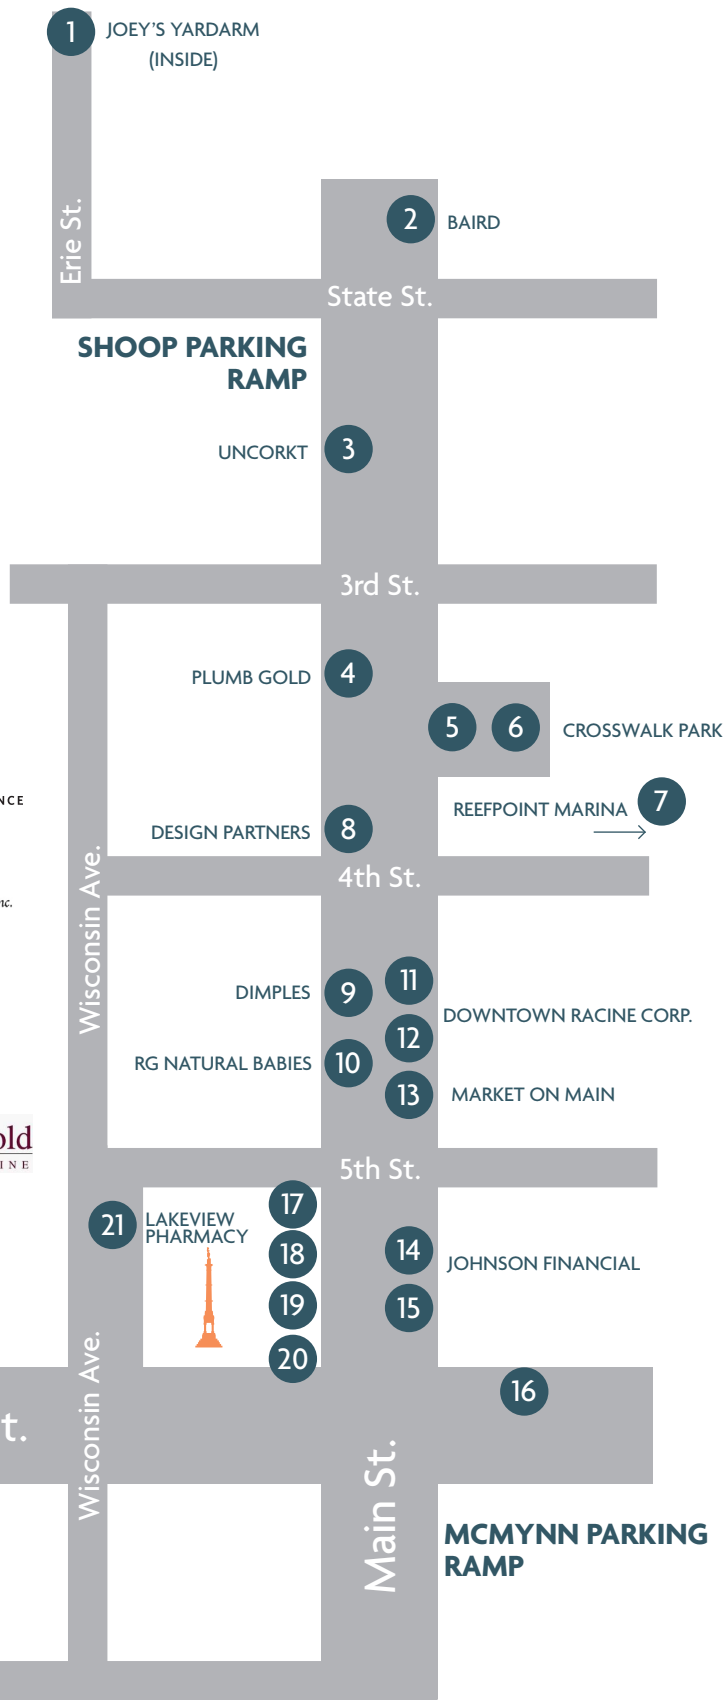 1
JOEY'S YARDARM
(INSIDE)
Erie St.
2
BAIRD
State St.
SHOOP PARKING
RAMP
UNCORKT
3
3rd St.
PLUMB GOLD
4
5
6
CROSSWALK PARK
REEFPOINT MARINA
7
DESIGN PARTNERS
8
4th St.
Wisconsin Ave.
DIMPLES
9
11
DOWNTOWN RACINE CORP.
12
RG NATURAL BABIES
10
13
MARKET ON MAIN
5th St.
21
LAKEVIEW
PHARMACY
17
18
19
20
14
JOHNSON FINANCIAL
15
16
Wisconsin Ave.
t.
Main St.
MCMYNN PARKING
RAMP